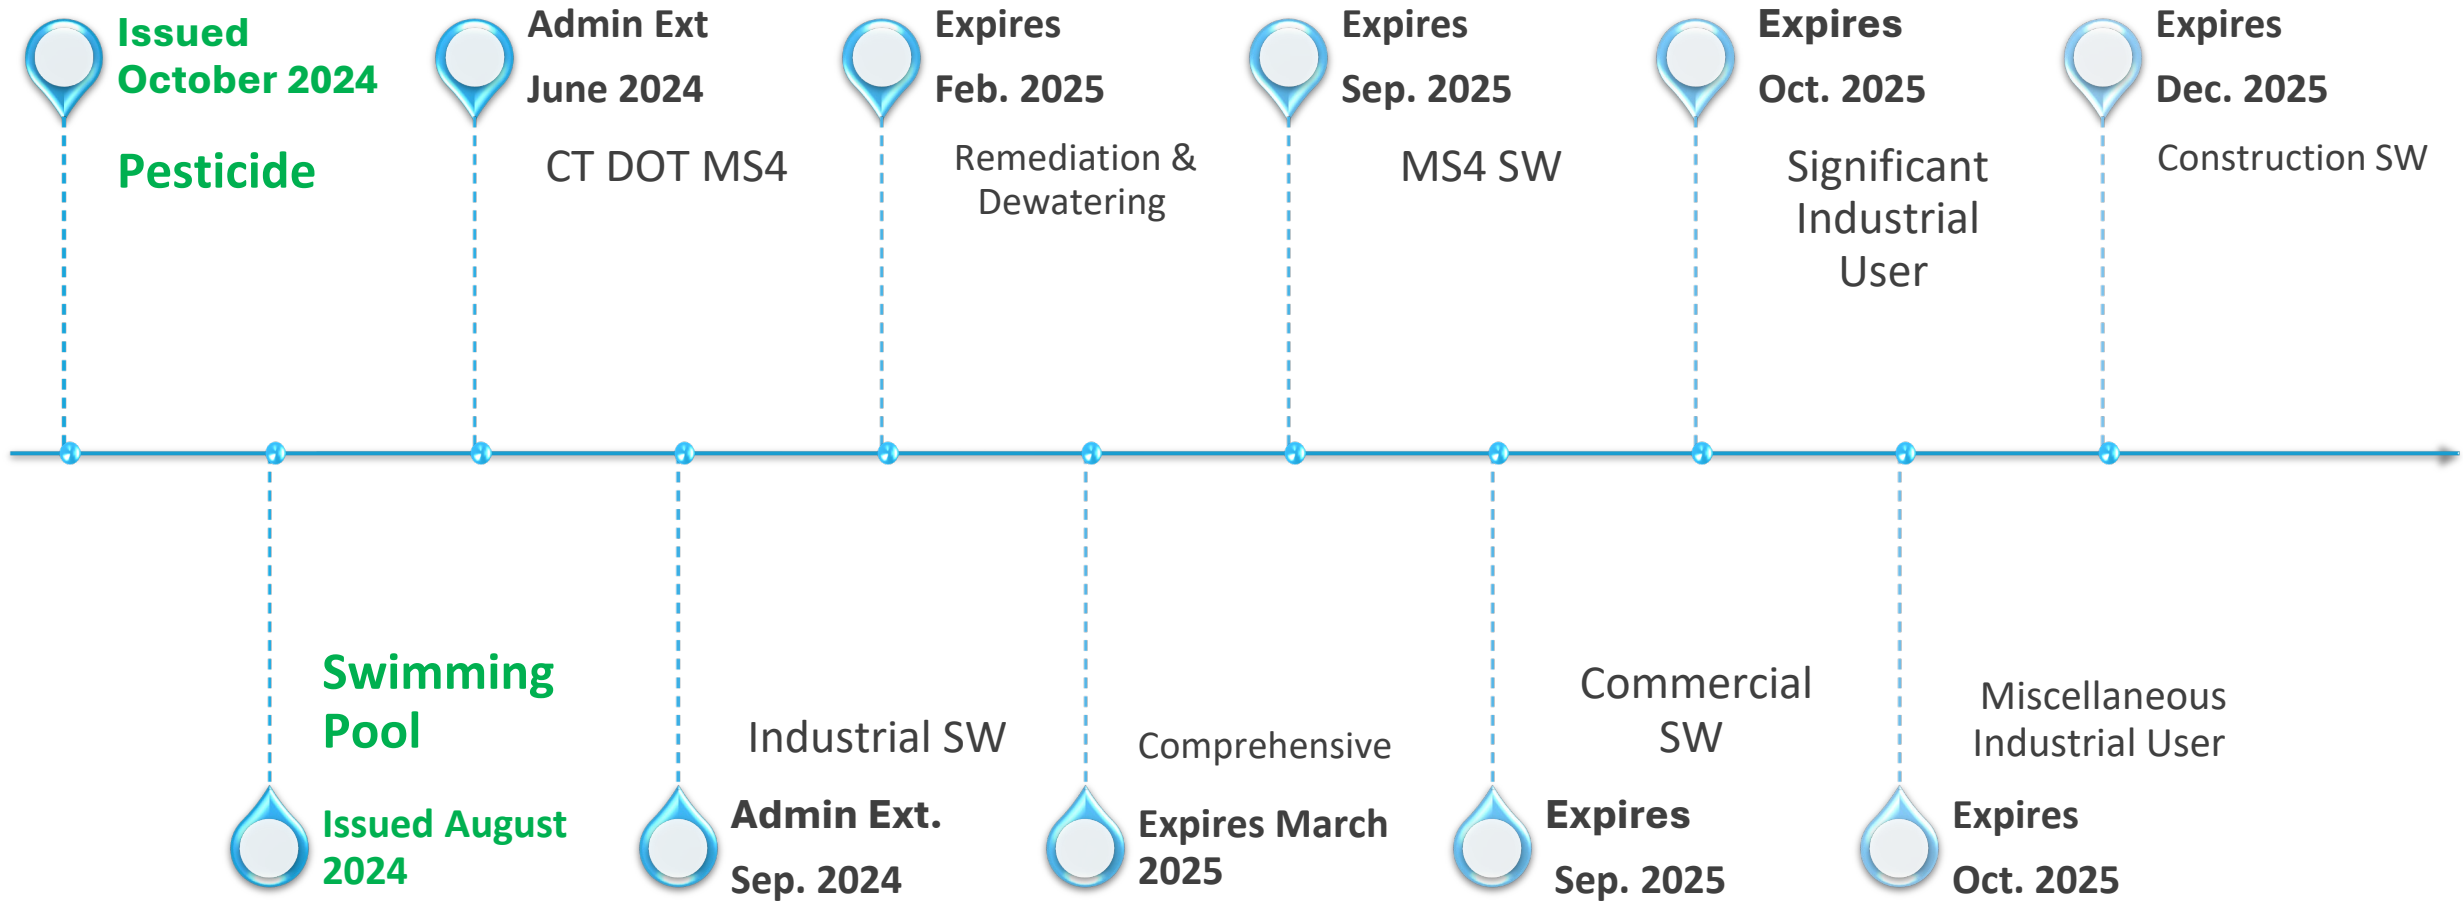 Issued
October 2024
Pesticide
Admin Ext
June 2024
CT DOT MS4
Expires
Feb. 2025
Remediation &
Dewatering
Expires
Sep. 2025
MS4 SW
Expires
Oct. 2025
Significant
Industrial
User
Expires
Dec. 2025
Construction SW
Swimming
Pool
Issued August
2024
Industrial SW
Admin Ext.
Sep. 2024
Comprehensive
Expires March
2025
Commercial
SW
Expires
Sep. 2025
Miscellaneous
Industrial User
Expires
Oct. 2025